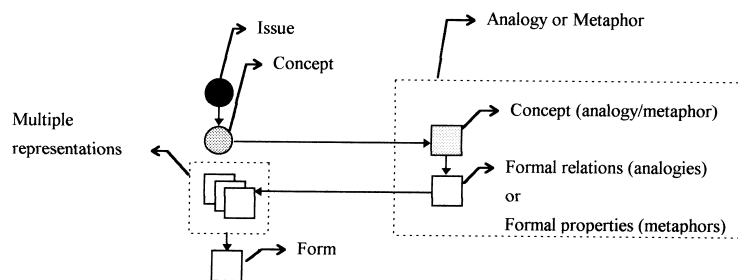 Issue
Analogy or Metaphor
Concept
Concept (analogy/metaphor)
Multiple
representations
Formal relations (analogies)
or
Formal properties (metaphors)
Form